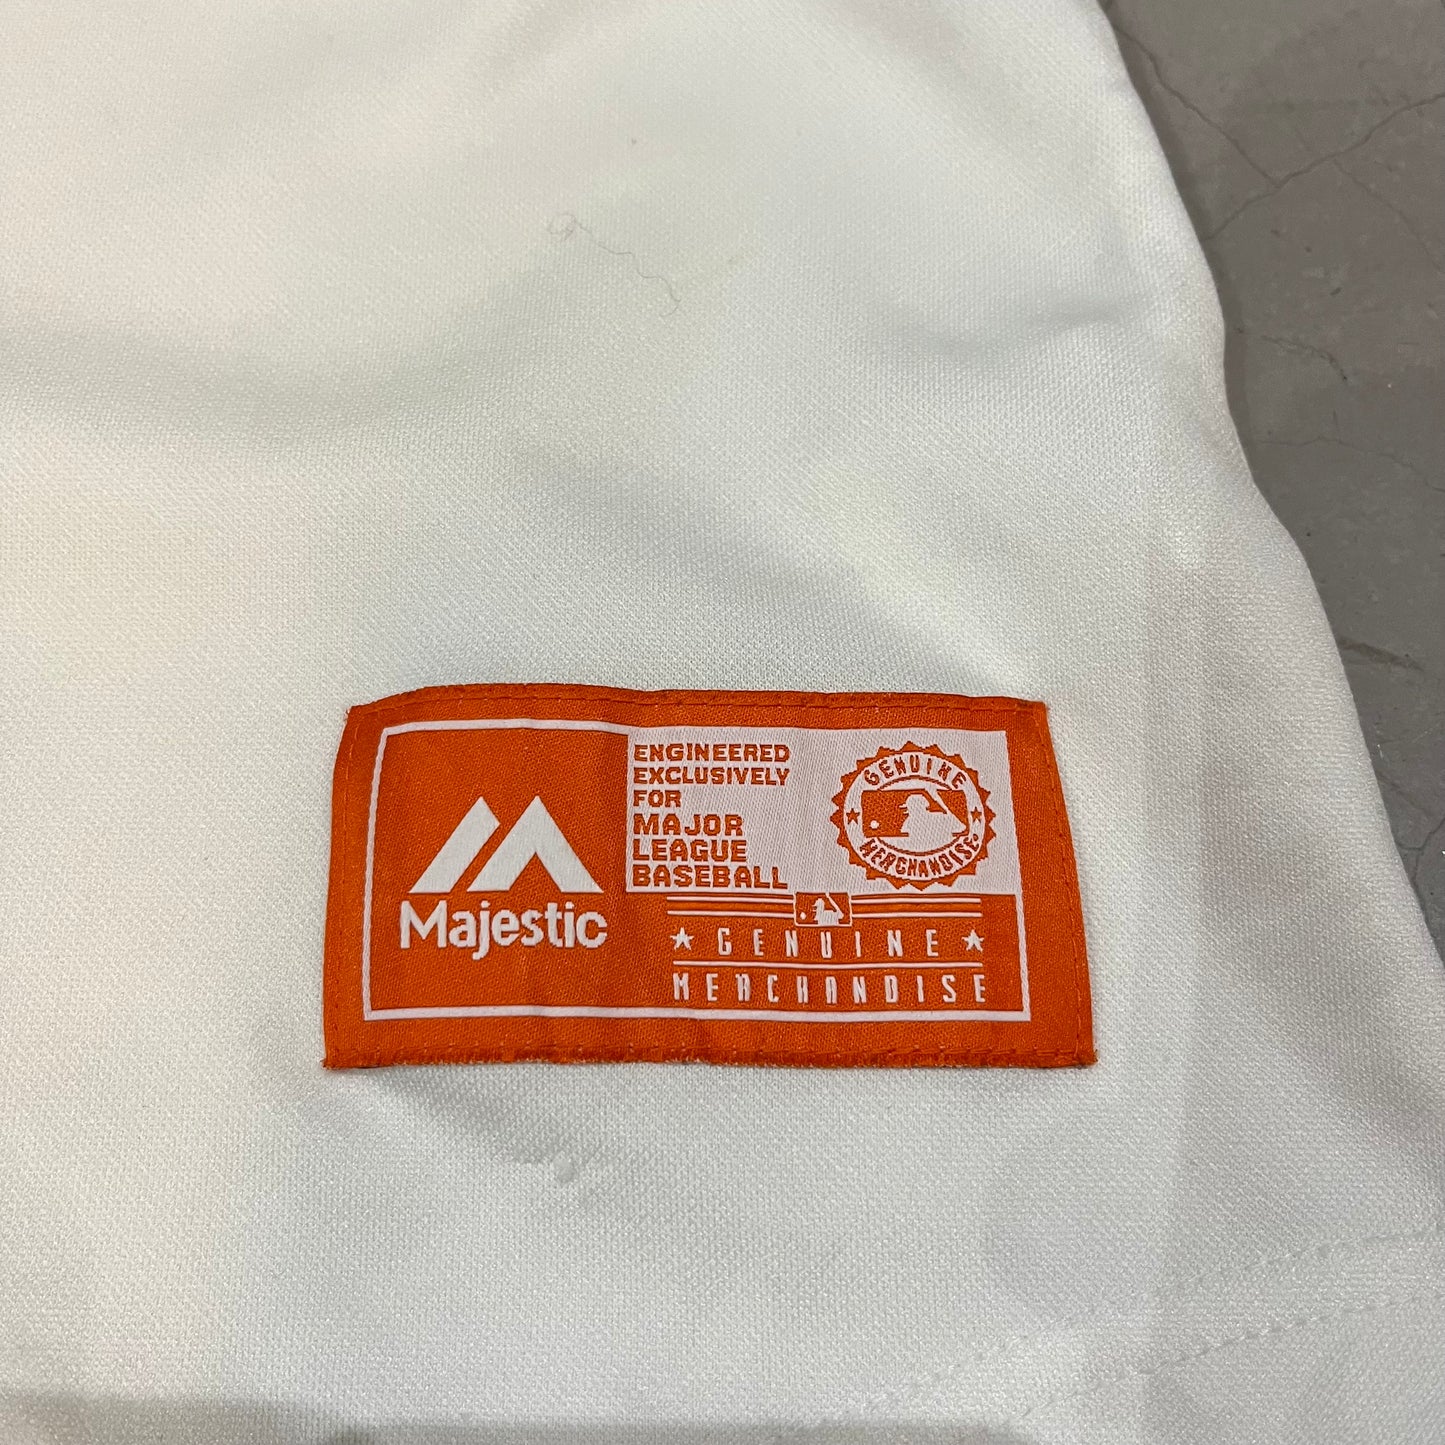 Majestic
ENGINEERED
EXCLUSIVELY
FOR
MAJOR
LEAGUE
BASEBALL
GENUINE
MERCHANDISE
GENUINE
MERCHANDISE